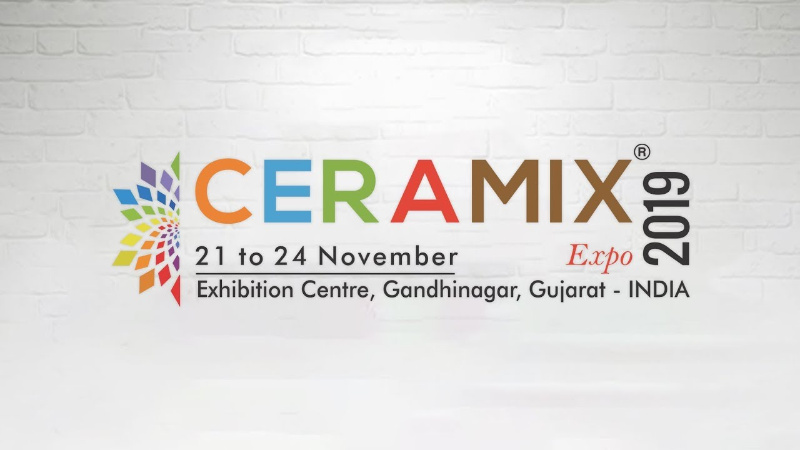 CERAMIX®
2019
21 to 24 November
Expo
Exhibition Centre, Gandhinagar, Gujarat - INDIA